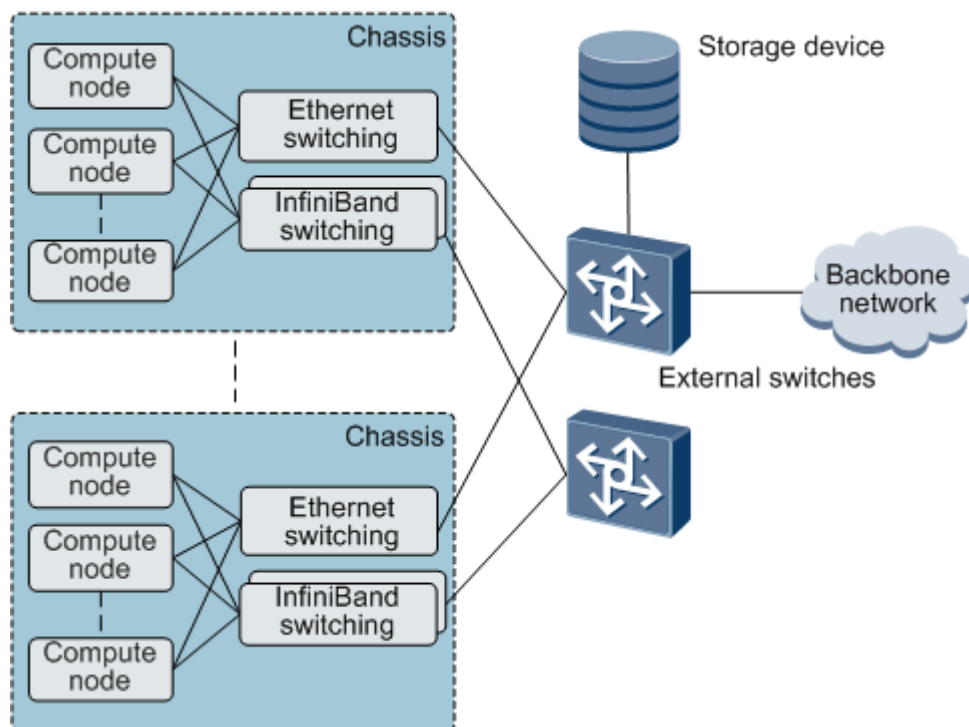 Chassis
Compute
node
Compute
node
Compute
node
Ethernet
switching
InfiniBand
switching
Storage device
Backbone
network
External switches
Chassis
Compute
node
Compute
node
Compute
node
Ethernet
switching
InfiniBand
switching